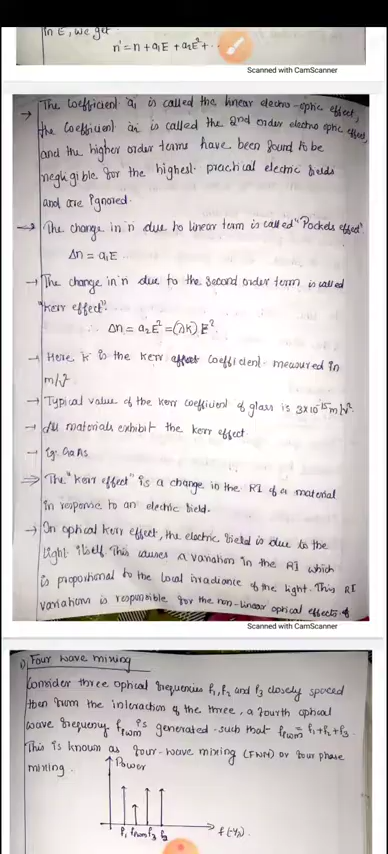 in E, we get
n' = n + a₁E + a₂E² + ..
Scanned with CamScanner
→ The Coefficient a₁ is called the linear electro-optic effect,
the coefficient a₂ is called the 2nd order electro optic effect,
and the higher order terms have been found to be
negligible for the highest practical electric fields
and are ignored.
→ The change in 'n' due to linear term is called "Pockels effect"
Δn = a₁E
→ The change in 'n' due to the second order term is called
"Kerr effect".
∴ Δn = a₂E² = (λK) E².
→ Here K is the Kerr effect coefficient measured in
m/v².
→ Typical value of the Kerr coefficient of glass is 3x10⁻¹⁵ m/v².
→ All materials exhibit the Kerr effect.
→ Eg. GaAs
⇒ The "Kerr effect" is a change in the RI of a material
in response to an electric field.
→ In optical Kerr effect, the electric field is due to the
light itself. This causes a variation in the RI which
is proportional to the local irradiance of the light. This RI
variations is responsible for the non-linear optical effects of
Scanned with CamScanner
Four wave mixing
Consider three optical frequencies f₁, f₂ and f₃ closely spaced
then from the interaction of the three, a fourth optical
wave frequency fFWM is generated such that fFWM = f₁ + f₂ + f₃.
This is known as four-wave mixing (FWM) or four phase
mixing.
Power
f₁ fFWM f₃ f₂